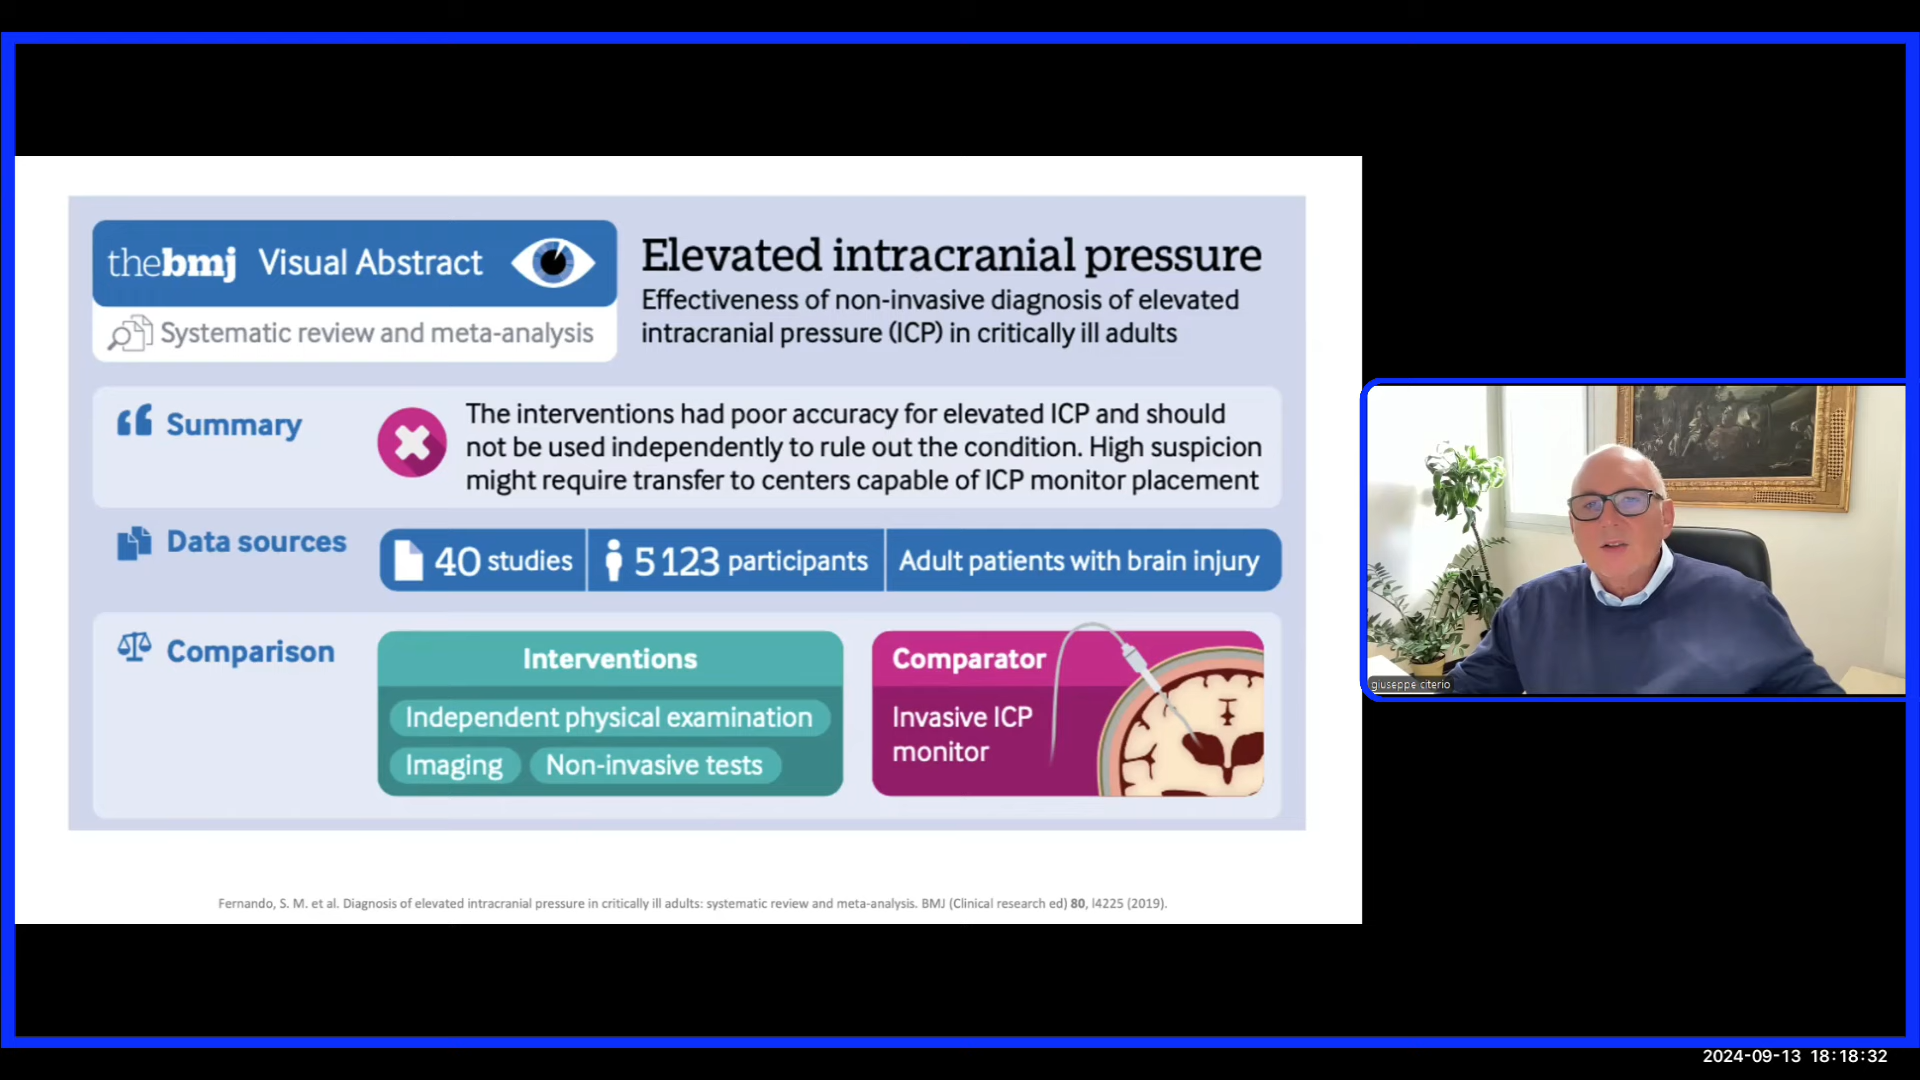 thebmj Visual Abstract
Systematic review and meta-analysis
Elevated intracranial pressure
Effectiveness of non-invasive diagnosis of elevated
intracranial pressure (ICP) in critically ill adults
Summary
The interventions had poor accuracy for elevated ICP and should
not be used independently to rule out the condition. High suspicion
might require transfer to centers capable of ICP monitor placement
Data sources
40 studies
5123 participants
Adult patients with brain injury
Comparison
Interventions
Independent physical examination
Imaging
Non-invasive tests
Comparator
Invasive ICP
monitor
Fernando, S. M. et al. Diagnosis of elevated intracranial pressure in critically ill adults: systematic review and meta-analysis. BMJ (Clinical research ed) 80, l4225 (2019).
giuseppe citerio
2024-09-13 18:18:32